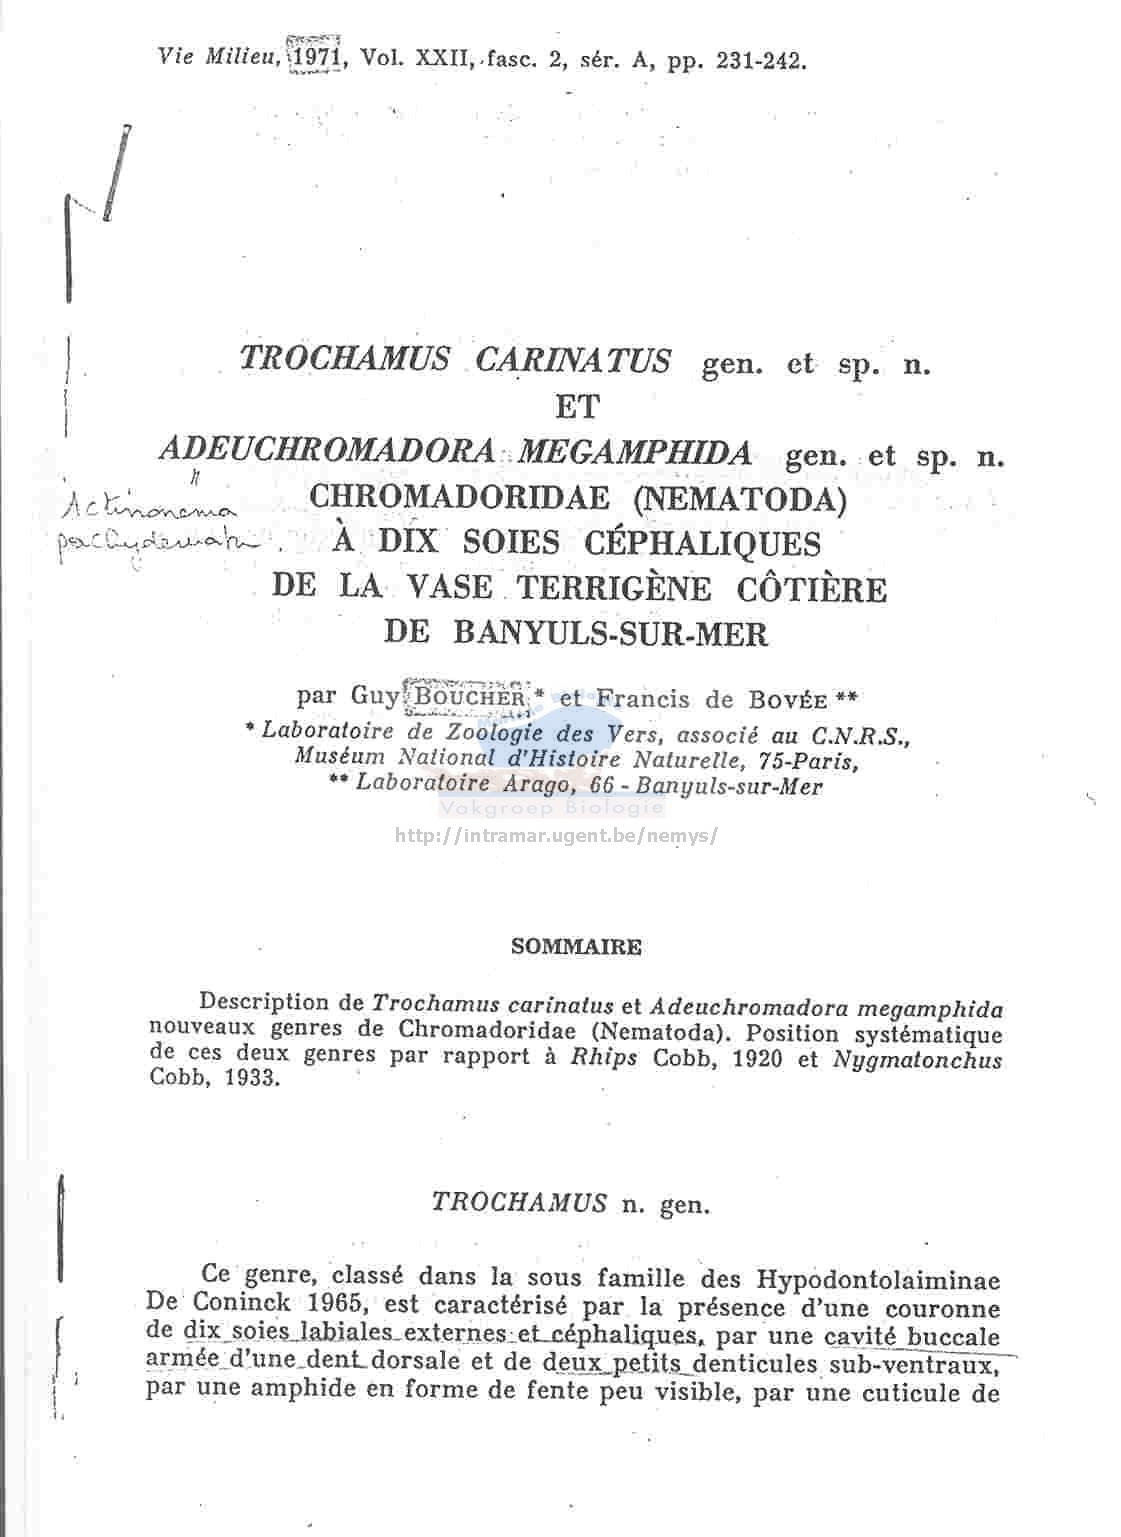 Vie Milieu, 1971, Vol. XXII, fasc. 2, sér. A, pp. 231-242.
TROCHAMUS CARINATUS gen. et sp. n.
ET
ADEUCHROMADORA MEGAMPHIDA gen. et sp. n.
CHROMADORIDAE (NEMATODA)
Actinonema
À DIX SOIES CÉPHALIQUES
DE LA VASE TERRIGÈNE CÔTIÈRE
DE BANYULS-SUR-MER
par Guy BOUCHER * et Francis de BOVÉE **
* Laboratoire de Zoologie des Vers, associé au C.N.R.S.,
Muséum National d'Histoire Naturelle, 75-Paris,
** Laboratoire Arago, 66 - Banyuls-sur-Mer
Vakgroep Biologie
http://intramar.ugent.be/nemys/
SOMMAIRE
Description de Trochamus carinatus et Adeuchromadora megamphida
nouveaux genres de Chromadoridae (Nematoda). Position systématique
de ces deux genres par rapport à Rhips Cobb, 1920 et Nygmatonchus
Cobb, 1933.
TROCHAMUS n. gen.
Ce genre, classé dans la sous famille des Hypodontolaiminae
De Coninck 1965, est caractérisé par la présence d'une couronne
de dix soies labiales externes et céphaliques, par une cavité buccale
armée d'une dent dorsale et de deux petits denticules sub-ventraux,
par une amphide en forme de fente peu visible, par une cuticule de